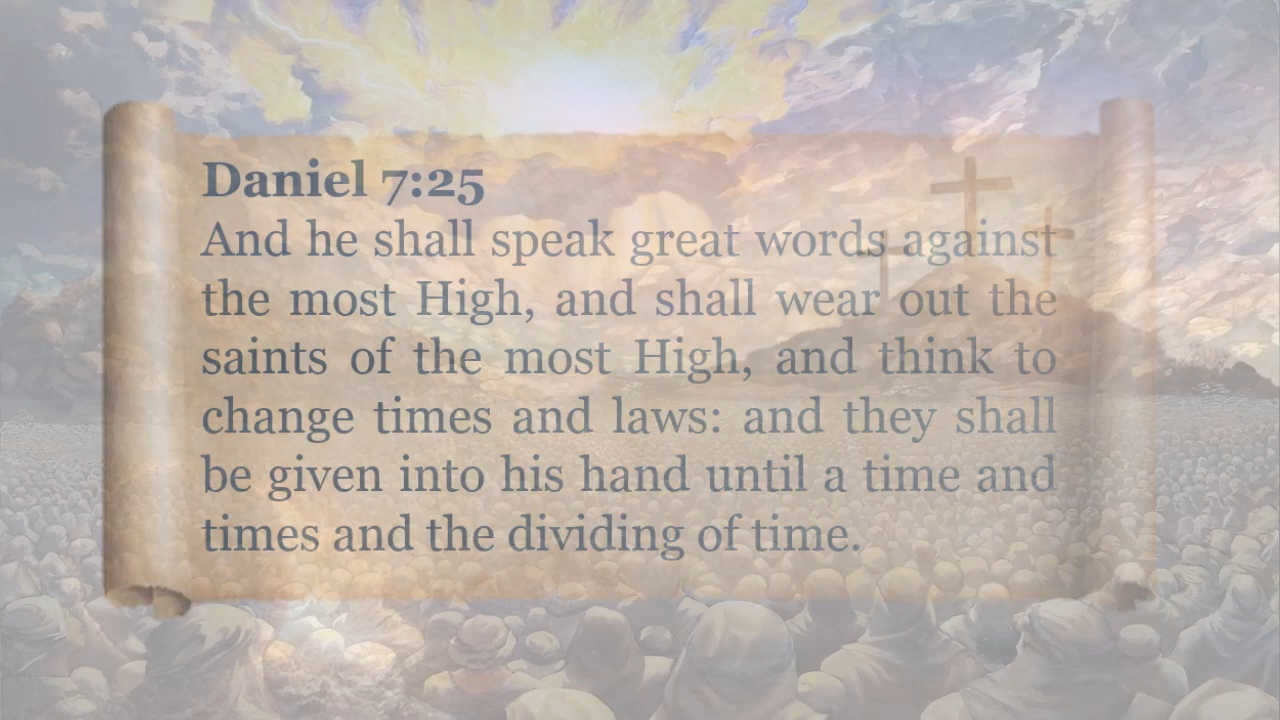 Daniel 7:25
And he shall speak great words against
the most High, and shall wear out the
saints of the most High, and think to
change times and laws: and they shall
be given into his hand until a time and
times and the dividing of time.